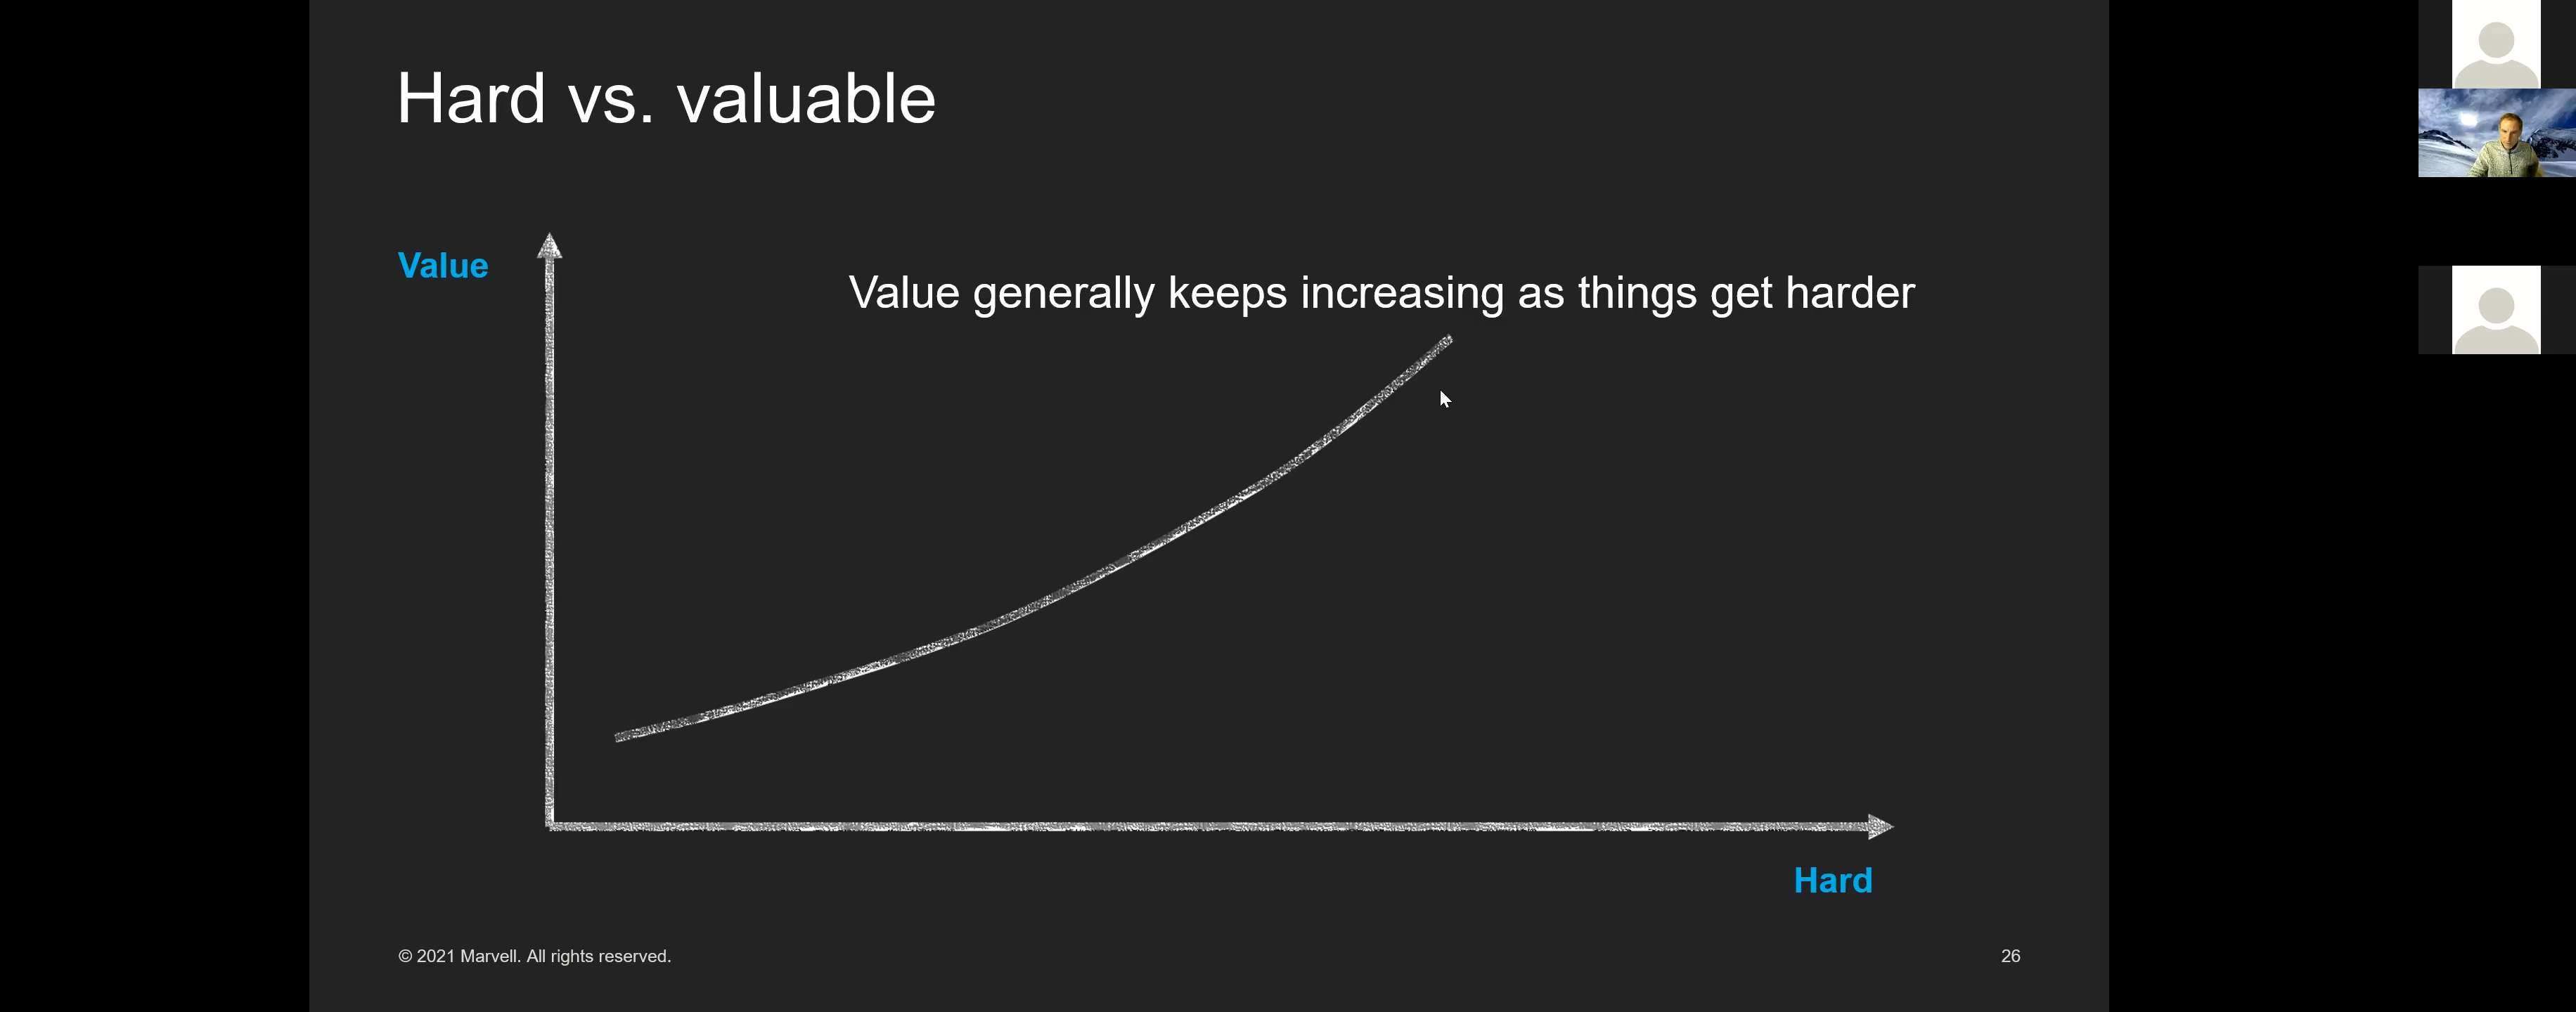 Hard vs. valuable
Value
Value generally keeps increasing as things get harder
Hard
© 2021 Marvell. All rights reserved.
26